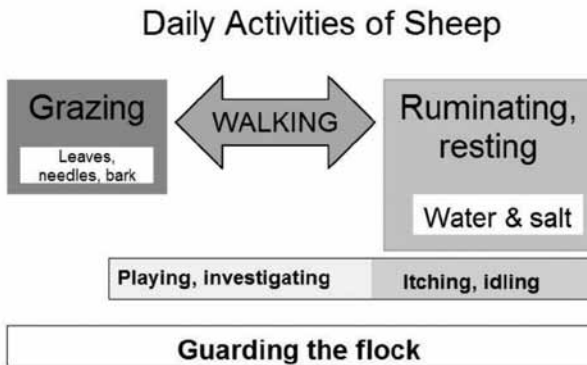 Daily Activities of Sheep
Grazing
Leaves,
needles, bark
WALKING
Ruminating,
resting
Water & salt
Playing, investigating
Itching, idling
Guarding the flock